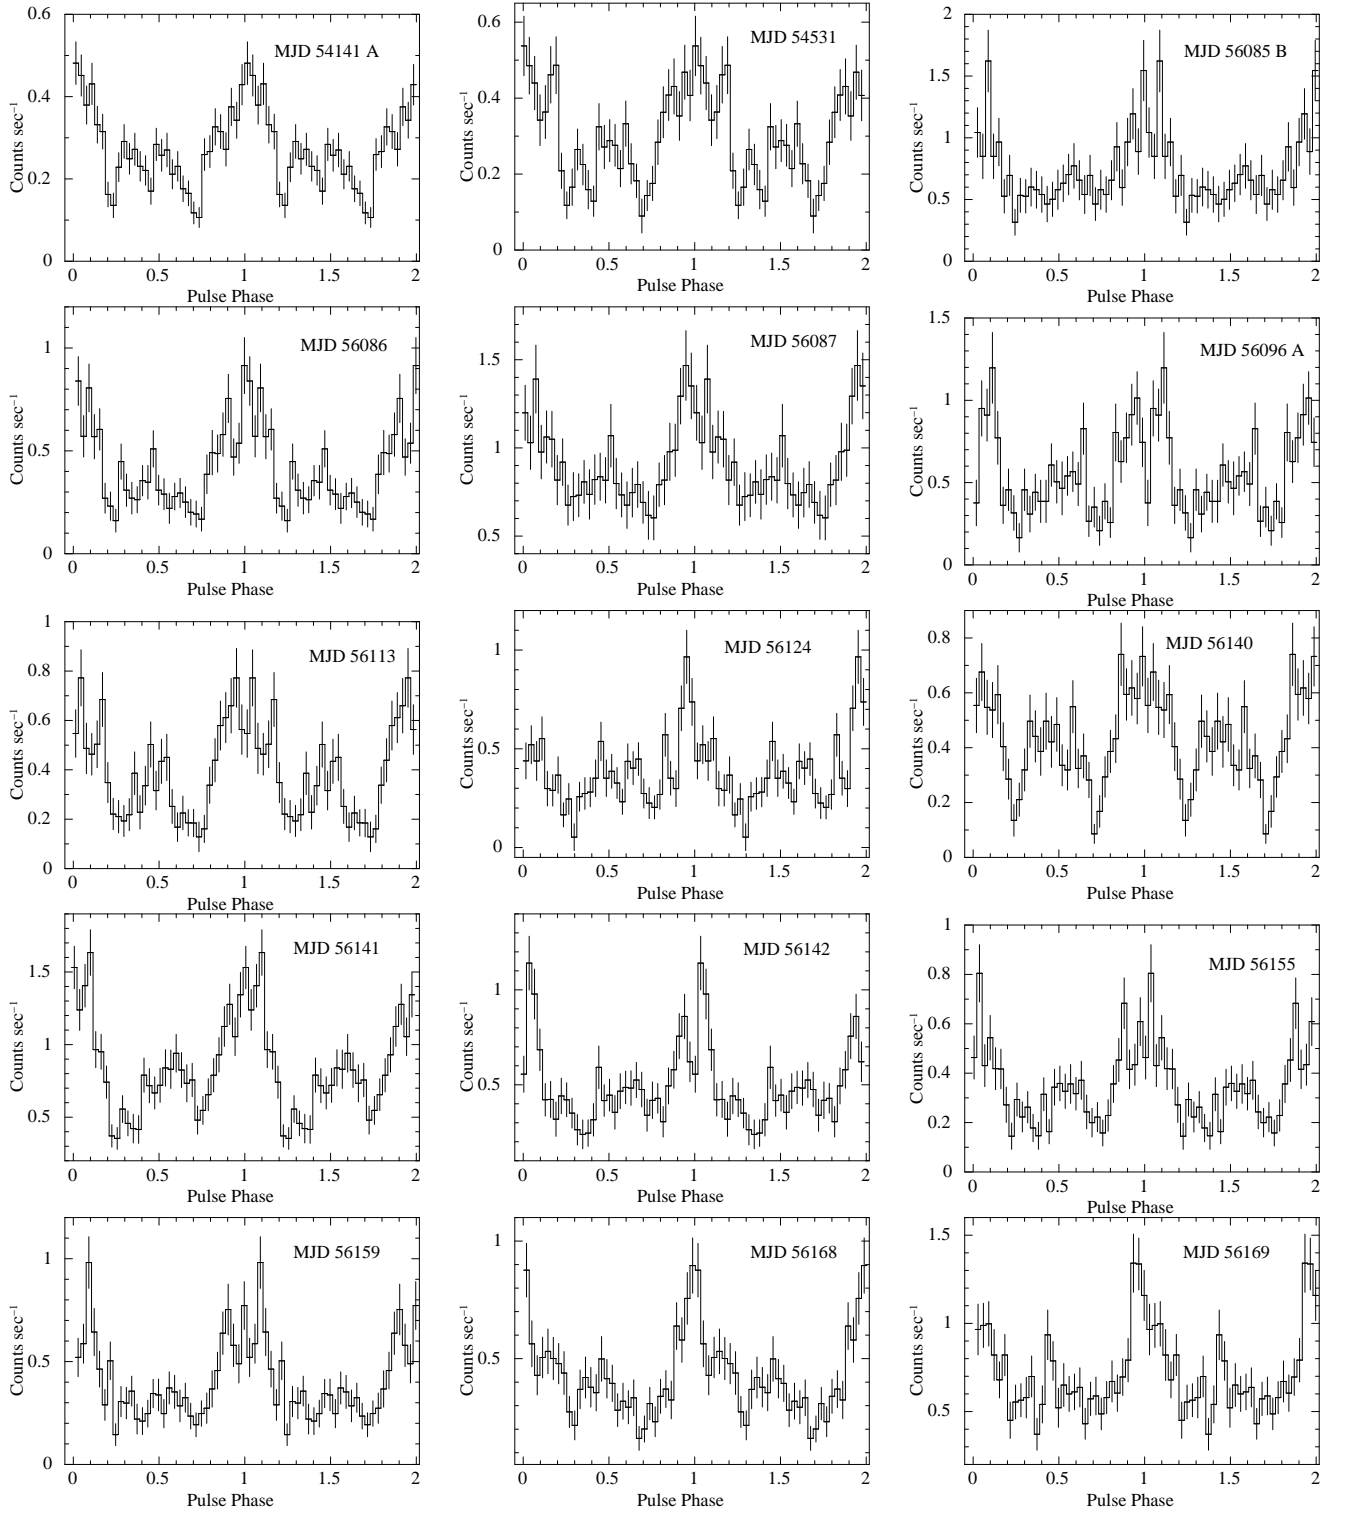 MJD 54141 A
Counts sec⁻¹
0.6
0.4
0.2
0
0 0.5 1 1.5 2
Pulse Phase
MJD 54531
Counts sec⁻¹
0.6
0.4
0.2
0
0 0.5 1 1.5 2
Pulse Phase
MJD 56085 B
Counts sec⁻¹
2
1.5
1
0.5
0
0 0.5 1 1.5 2
Pulse Phase
MJD 56086
Counts sec⁻¹
1
0.5
0
0 0.5 1 1.5 2
Pulse Phase
MJD 56087
Counts sec⁻¹
1.5
1
0.5
0 0.5 1 1.5 2
Pulse Phase
MJD 56096 A
Counts sec⁻¹
1.5
1
0.5
0
0 0.5 1 1.5 2
Pulse Phase
MJD 56113
Counts sec⁻¹
1
0.8
0.6
0.4
0.2
0
0 0.5 1 1.5 2
Pulse Phase
MJD 56124
Counts sec⁻¹
1
0.5
0
0 0.5 1 1.5 2
Pulse Phase
MJD 56140
Counts sec⁻¹
0.8
0.6
0.4
0.2
0
0 0.5 1 1.5 2
Pulse Phase
MJD 56141
Counts sec⁻¹
1.5
1
0.5
0 0.5 1 1.5 2
Pulse Phase
MJD 56142
Counts sec⁻¹
1
0.5
0 0.5 1 1.5 2
Pulse Phase
MJD 56155
Counts sec⁻¹
1
0.8
0.6
0.4
0.2
0
0 0.5 1 1.5 2
Pulse Phase
MJD 56159
Counts sec⁻¹
1
0.5
0
0 0.5 1 1.5 2
Pulse Phase
MJD 56168
Counts sec⁻¹
1
0.5
0 0.5 1 1.5 2
Pulse Phase
MJD 56169
Counts sec⁻¹
1.5
1
0.5
0 0.5 1 1.5 2
Pulse Phase